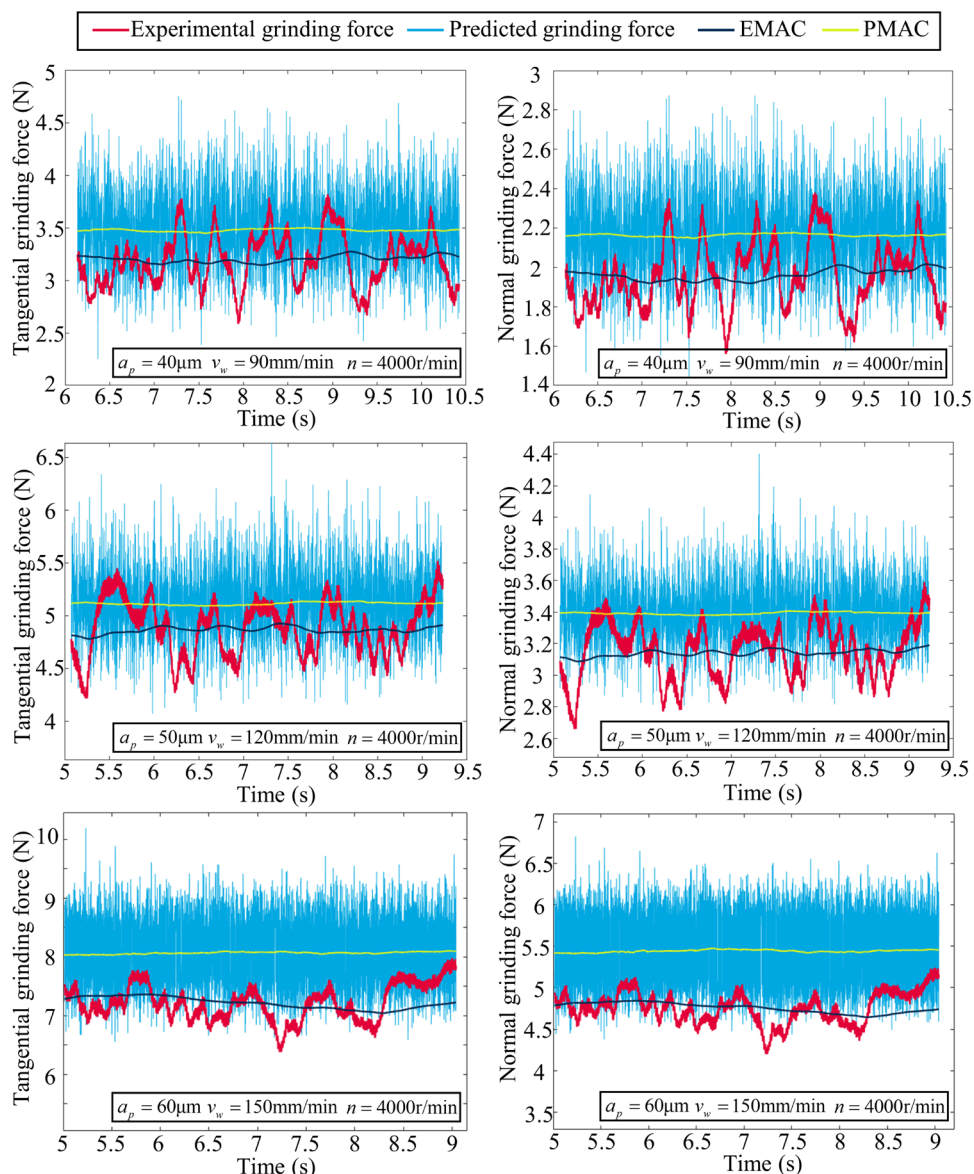 Experimental grinding force Predicted grinding force EMAC PMAC
Tangential grinding force (N)
5
4.5
4
3.5
3
2.5
2
a_p = 40μm v_w = 90mm/min n = 4000r/min
6 6.5 7 7.5 8 8.5 9 9.5 10 10.5
Time (s)
Normal grinding force (N)
3
2.8
2.6
2.4
2.2
2
1.8
1.6
1.4
a_p = 40μm v_w = 90mm/min n = 4000r/min
6 6.5 7 7.5 8 8.5 9 9.5 10 10.5
Time (s)
Tangential grinding force (N)
6.5
6
5.5
5
4.5
4
a_p = 50μm v_w = 120mm/min n = 4000r/min
5 5.5 6 6.5 7 7.5 8 8.5 9 9.5
Time (s)
Normal grinding force (N)
4.4
4.2
4
3.8
3.6
3.4
3.2
3
2.8
2.6
a_p = 50μm v_w = 120mm/min n = 4000r/min
5 5.5 6 6.5 7 7.5 8 8.5 9 9.5
Time (s)
Tangential grinding force (N)
10
9
8
7
6
5
a_p = 60μm v_w = 150mm/min n = 4000r/min
5 5.5 6 6.5 7 7.5 8 8.5 9
Time (s)
Normal grinding force (N)
7
6.5
6
5.5
5
4.5
4
3.5
a_p = 60μm v_w = 150mm/min n = 4000r/min
5 5.5 6 6.5 7 7.5 8 8.5 9
Time (s)